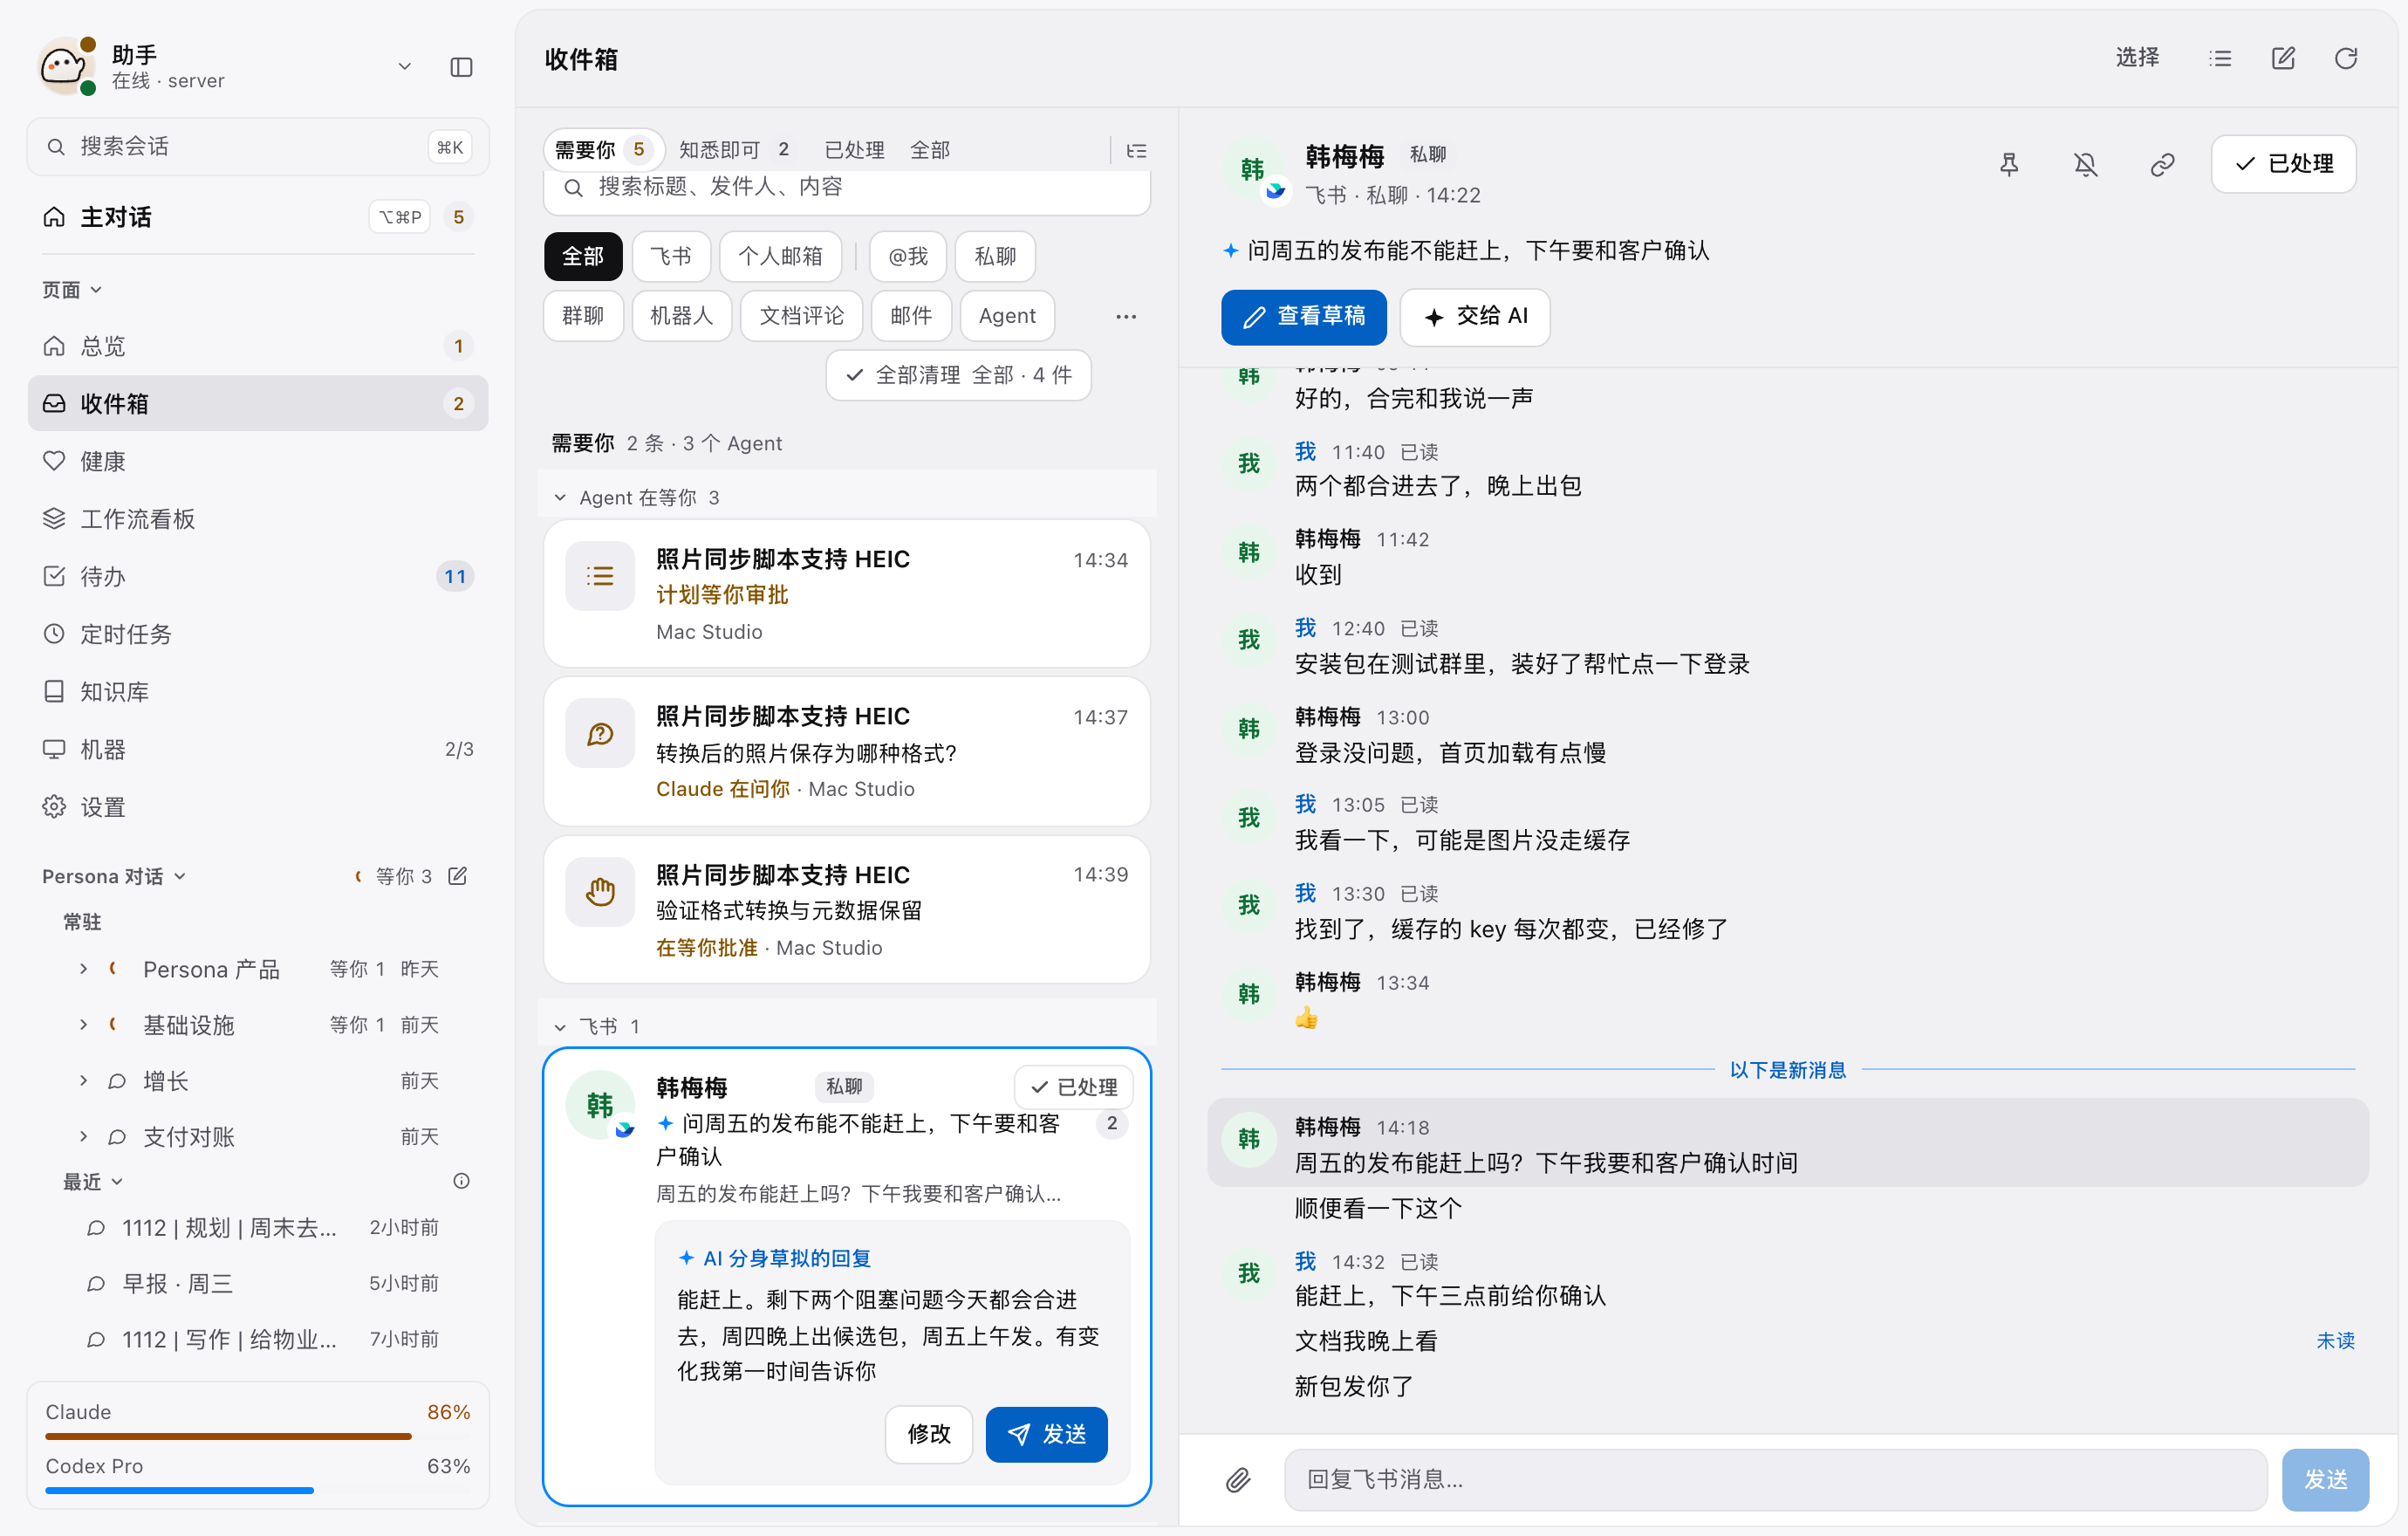 助手
在线 · server
搜索会话 ⌘K
主对话 ⌥⌘P 5
页面
总览 1
收件箱 2
健康
工作流看板
待办 11
定时任务
知识库
机器 2/3
设置
Persona 对话 等你 3
常驻
Persona 产品 等你 1 昨天
基础设施 等你 1 前天
增长 前天
支付对账 前天
最近
1112 | 规划 | 周末去... 2小时前
早报 · 周三 5小时前
1112 | 写作 | 给物业... 7小时前
Claude 86%
Codex Pro 63%
收件箱
选择
需要你 5 知悉即可 2 已处理 全部
搜索标题、发件人、内容
全部 飞书 个人邮箱 @我 私聊
群聊 机器人 文档评论 邮件 Agent
全部清理 全部 · 4 件
需要你 2 条 · 3 个 Agent
Agent 在等你 3
照片同步脚本支持 HEIC 14:34
计划等你审批
Mac Studio
照片同步脚本支持 HEIC 14:37
转换后的照片保存为哪种格式？
Claude 在问你 · Mac Studio
照片同步脚本支持 HEIC 14:39
验证格式转换与元数据保留
在等你批准 · Mac Studio
飞书 1
韩
韩梅梅 私聊 已处理
问周五的发布能不能赶上，下午要和客 2
户确认
周五的发布能赶上吗？下午我要和客户确认...
AI 分身草拟的回复
能赶上。剩下两个阻塞问题今天都会合进
去，周四晚上出候选包，周五上午发。有变
化我第一时间告诉你
修改 发送
韩
韩梅梅 私聊
飞书 · 私聊 · 14:22
已处理
问周五的发布能不能赶上，下午要和客户确认
查看草稿 交给 AI
韩
好的，合完和我说一声
我 我 11:40 已读
两个都合进去了，晚上出包
韩 韩梅梅 11:42
收到
我 我 12:40 已读
安装包在测试群里，装好了帮忙点一下登录
韩 韩梅梅 13:00
登录没问题，首页加载有点慢
我 我 13:05 已读
我看一下，可能是图片没走缓存
我 我 13:30 已读
找到了，缓存的 key 每次都变，已经修了
韩 韩梅梅 13:34
👍
以下是新消息
韩 韩梅梅 14:18
周五的发布能赶上吗？下午我要和客户确认时间
顺便看一下这个
我 我 14:32 已读
能赶上，下午三点前给你确认
文档我晚上看 未读
新包发你了
回复飞书消息... 发送